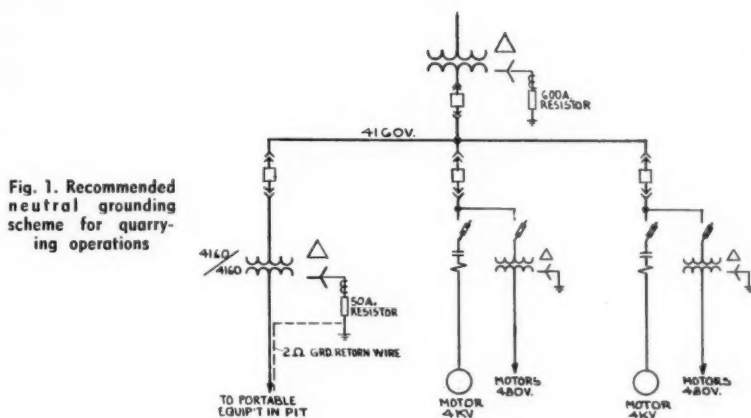 600A.
RESISTOR
4160V.
Fig. 1. Recommended
neutral grounding
scheme for quarry-
ing operations
4160/4160
50A.
RESISTOR
2Ω GRD. RETURN WIRE
TO PORTABLE
EQUIP'T IN PIT
MOTOR
4KV
MOTORS
480V.
MOTOR
4KV
MOTORS
480V.